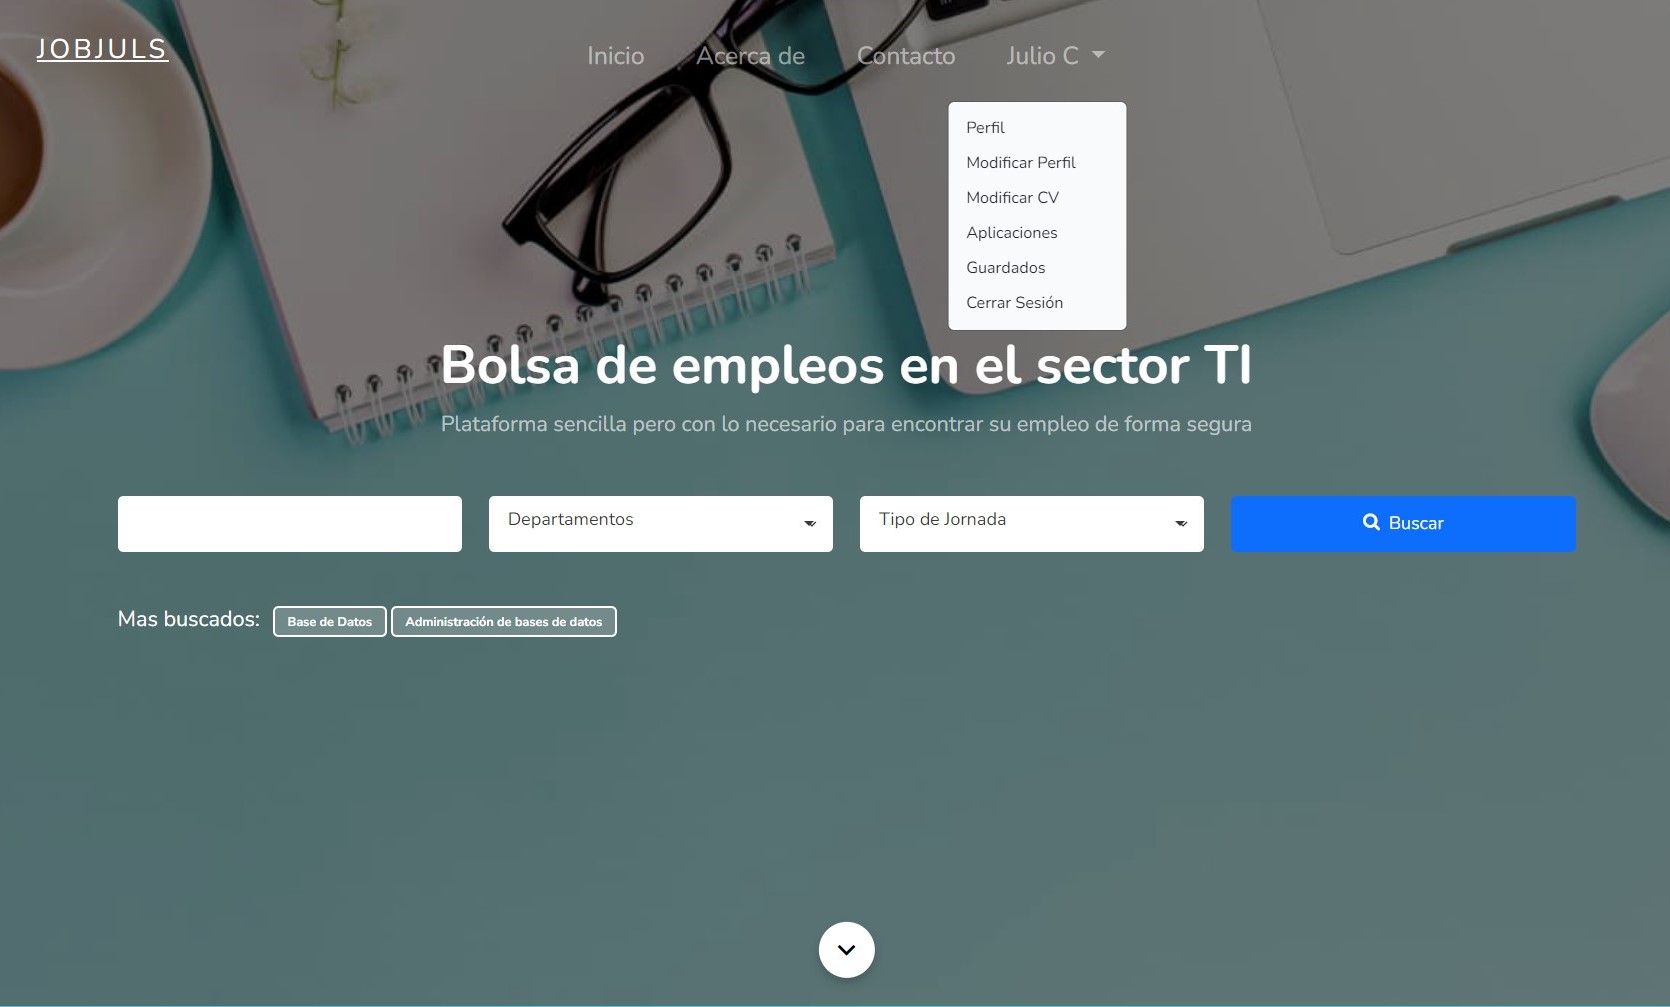 JOBJULS
Inicio
Acerca de
Contacto
Julio C
Perfil
Modificar Perfil
Modificar CV
Aplicaciones
Guardados
Cerrar Sesión
Bolsa de empleos en el sector TI
Plataforma sencilla pero con lo necesario para encontrar su empleo de forma segura
Departamentos
Tipo de Jornada
Buscar
Mas buscados:
Base de Datos
Administración de bases de datos